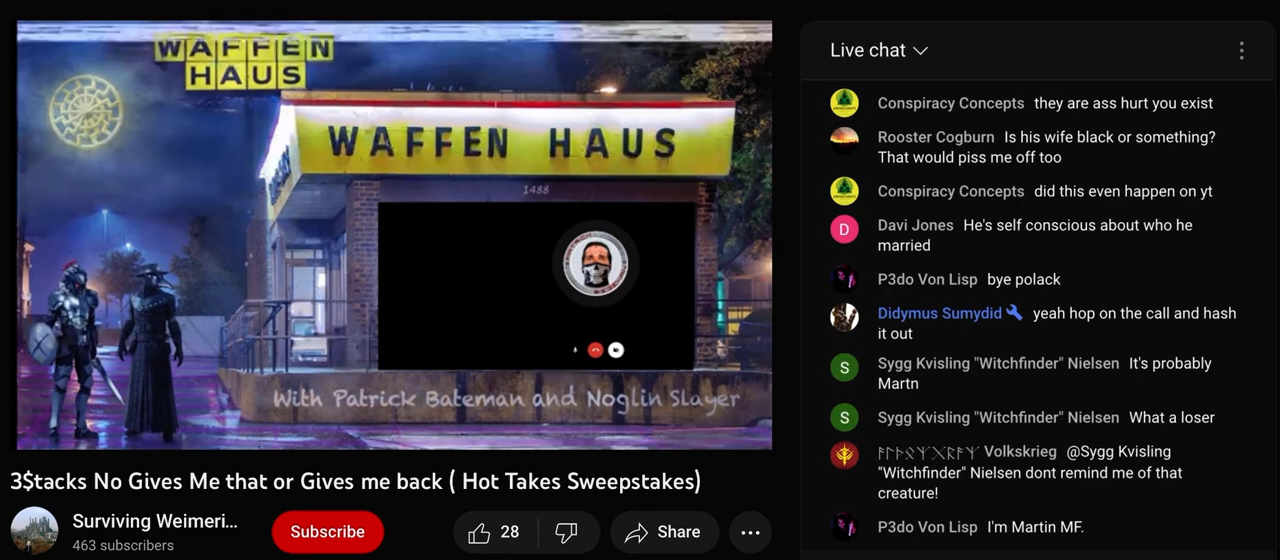 WAFFEN
HAUS
WAFFEN HAUS
1488
With Patrick Bateman and Noglin Slayer
3$tacks No Gives Me that or Gives me back ( Hot Takes Sweepstakes)
Surviving Weimeri...
463 subscribers
Subscribe
28
Share
Live chat
Conspiracy Concepts they are ass hurt you exist
Rooster Cogburn Is his wife black or something?
That would piss me off too
Conspiracy Concepts did this even happen on yt
D
Davi Jones He's self conscious about who he
married
P3do Von Lisp bye polack
Didymus Sumydid yeah hop on the call and hash
it out
S
Sygg Kvisling "Witchfinder" Nielsen It's probably
Martn
S
Sygg Kvisling "Witchfinder" Nielsen What a loser
Volkskrieg @Sygg Kvisling
"Witchfinder" Nielsen dont remind me of that
creature!
P3do Von Lisp I'm Martin MF.